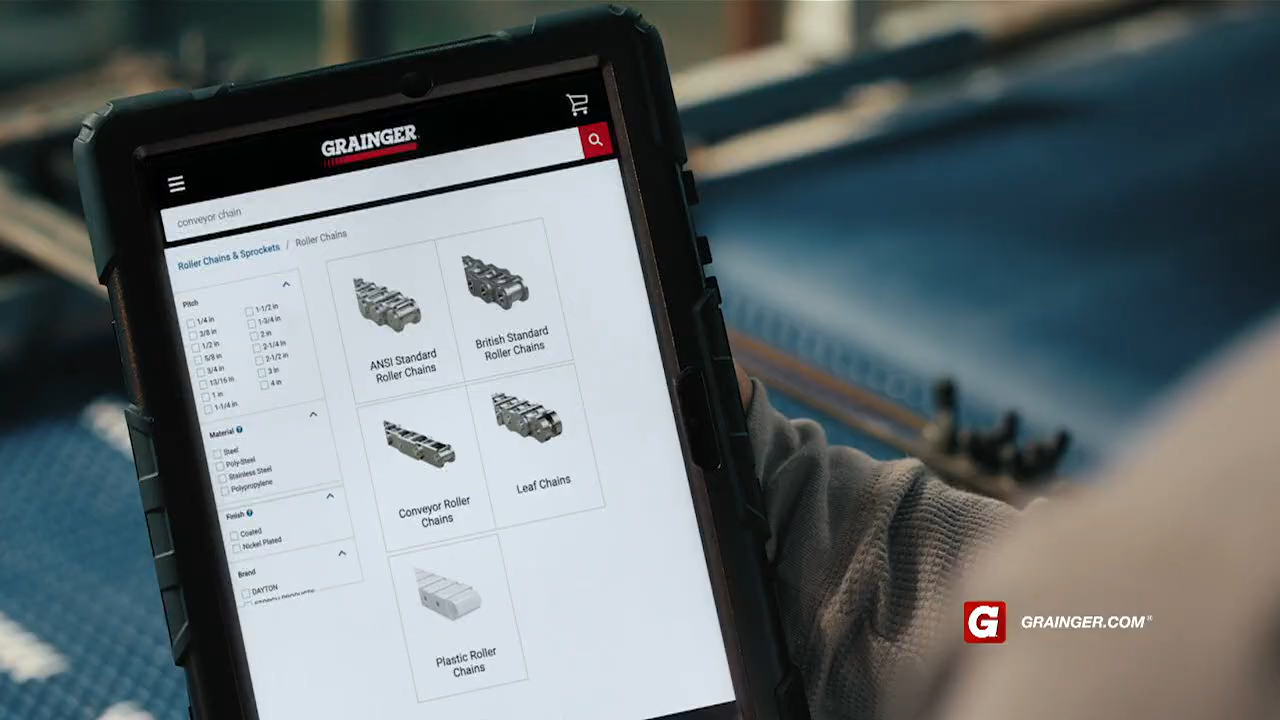 GRAINGER
conveyor chain
Roller Chains & Sprockets / Roller Chains
Pitch
1/4 in
3/8 in
1/2 in
5/8 in
3/4 in
13/16 in
1 in
1-1/4 in
1-1/2 in
1-3/4 in
2 in
2-1/4 in
2-1/2 in
3 in
4 in
Material
Steel
Poly-Steel
Stainless Steel
Polypropylene
Finish
Coated
Nickel Plated
Brand
DAYTON
ANSI Standard
Roller Chains
British Standard
Roller Chains
Conveyor Roller
Chains
Leaf Chains
Plastic Roller
Chains
G
GRAINGER.COM®